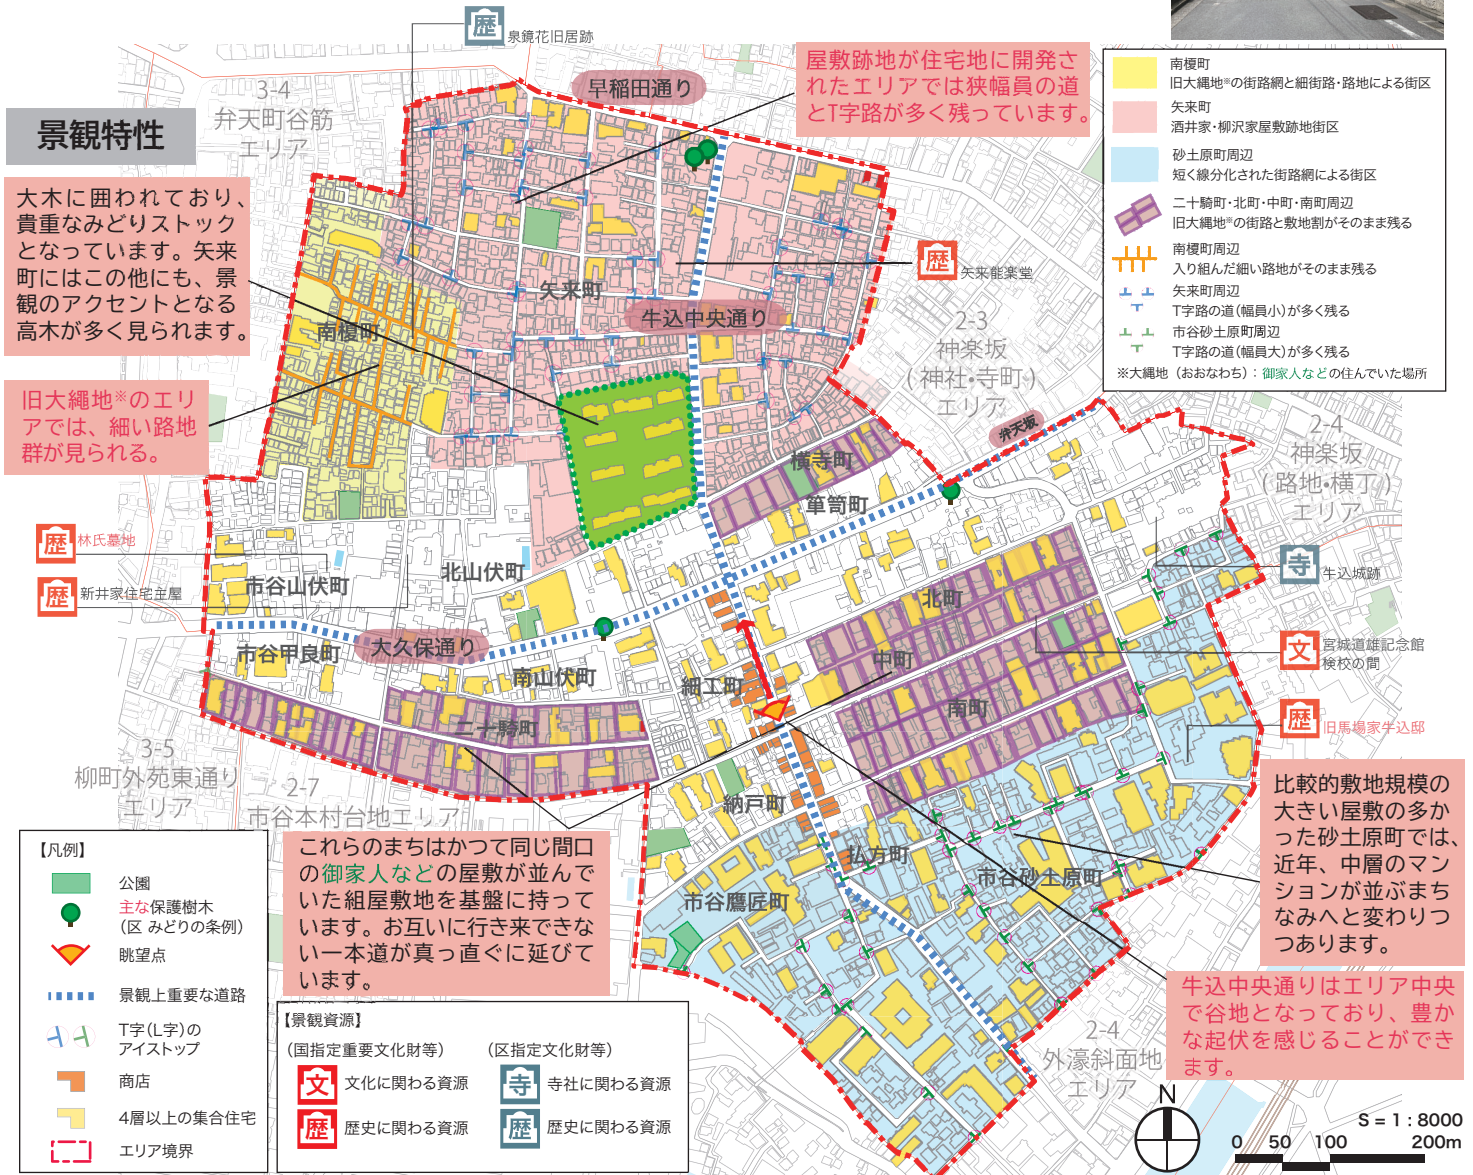 歴
泉鏡花旧居跡
3-4
弁天町谷筋
エリア
早稲田通り
屋敷跡地が住宅地に開発さ
れたエリアでは狭幅員の道
とT字路が多く残っています。
南榎町
旧大縄地※の街路網と細街路・路地による街区
矢来町
酒井家・柳沢家屋敷跡地街区
砂土原町周辺
短く線分化された街路網による街区
二十騎町・北町・中町・南町周辺
旧大縄地※の街路と敷地割がそのまま残る
南榎町周辺
入り組んだ細い路地がそのまま残る
矢来町周辺
T字路の道(幅員小)が多く残る
市谷砂土原町周辺
T字路の道(幅員大)が多く残る
※大縄地（おおなわち）：御家人などの住んでいた場所
景観特性
大木に囲われており、
貴重なみどりストック
となっています。矢来
町にはこの他にも、景
観のアクセントとなる
高木が多く見られます。
旧大縄地※のエリ
アでは、細い路地
群が見られる。
矢来町
南榎町
牛込中央通り
歴
矢来能楽堂
2-3
神楽坂
(神社・寺町)
エリア
弁天坂
2-4
神楽坂
(路地・横丁)
エリア
横寺町
箪笥町
歴
林氏墓地
歴
新井家住宅主屋
市谷山伏町
北山伏町
市谷甲良町
大久保通り
南山伏町
細工町
北町
中町
南町
二十騎町
納戸町
払方町
市谷砂土原町
市谷鷹匠町
寺
牛込城跡
文
宮城道雄記念館
検校の間
歴
旧馬場家牛込邸
3-5
柳町外苑東通り
エリア
2-7
市谷本村台地エリア
これらのまちはかつて同じ間口
の御家人などの屋敷が並んで
いた組屋敷地を基盤に持って
います。お互いに行き来できな
い一本道が真っ直ぐに延びて
います。
比較的敷地規模の
大きい屋敷の多か
った砂土原町では、
近年、中層のマン
ションが並ぶまち
なみへと変わりつ
つあります。
牛込中央通りはエリア中央
で谷地となっており、豊か
な起伏を感じることができ
ます。
2-4
外濠斜面地
エリア
【凡例】
公園
主な保護樹木
(区 みどりの条例)
眺望点
景観上重要な道路
T字(L字)の
アイストップ
商店
4層以上の集合住宅
エリア境界
【景観資源】
(国指定重要文化財等)
(区指定文化財等)
文
文化に関わる資源
寺
寺社に関わる資源
歴
歴史に関わる資源
歴
歴史に関わる資源
N
S = 1 : 8000
0 50 100 200m